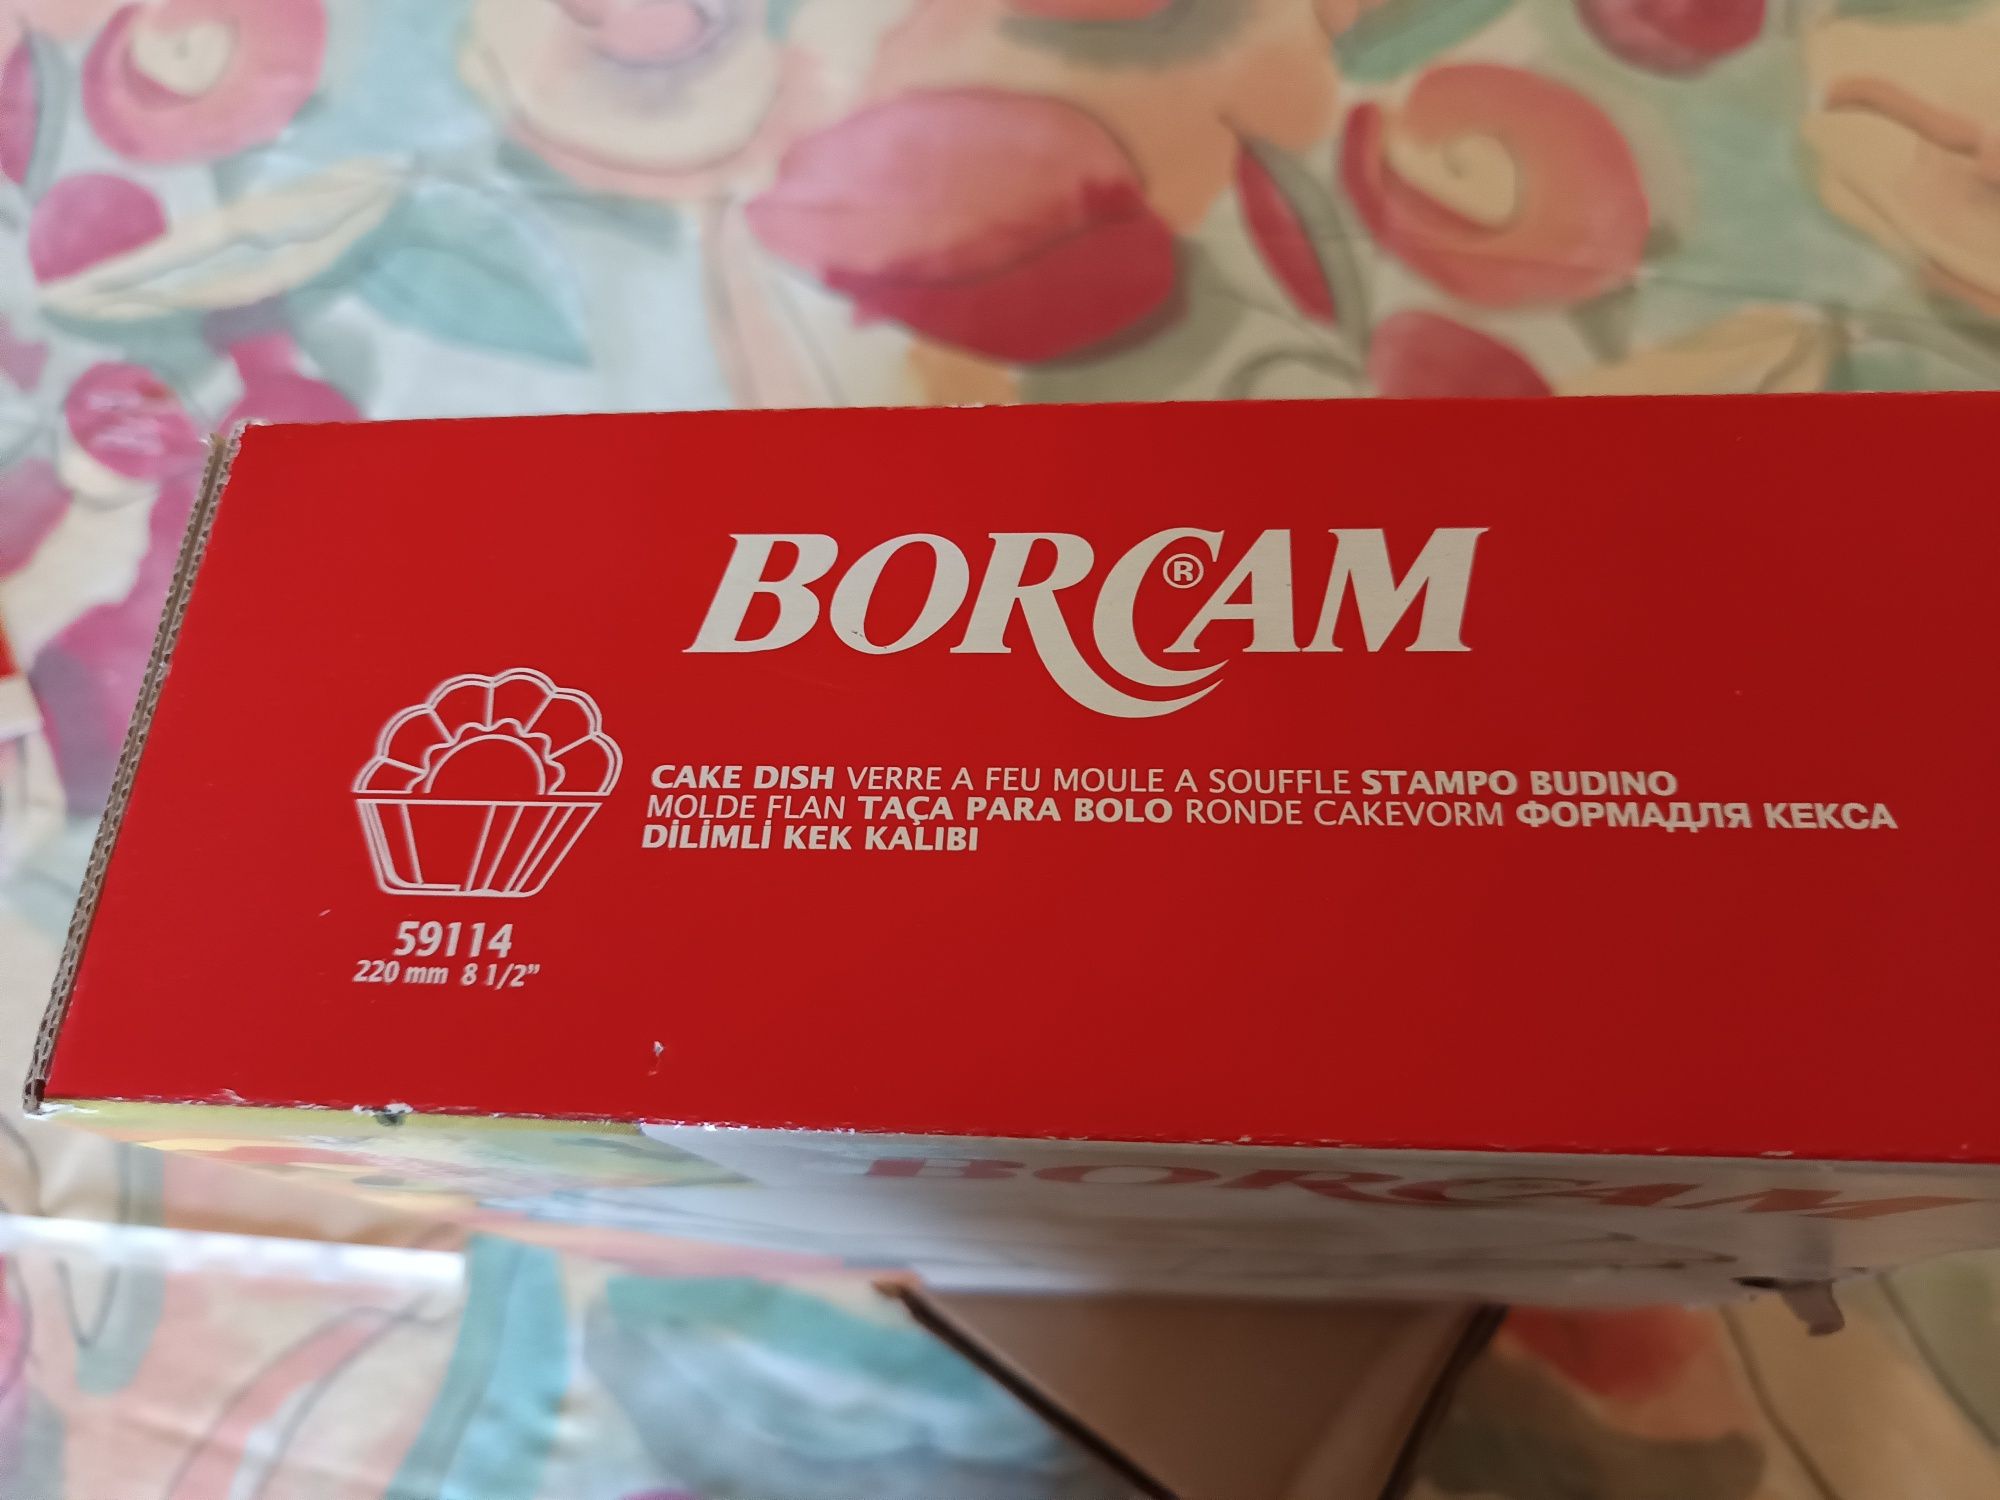 BORCAM®
CAKE DISH VERRE A FEU MOULE A SOUFFLE STAMPO BUDINO
MOLDE FLAN TAÇA PARA BOLO RONDE CAKEVORM ФОРМАДЛЯ КЕКСА
DİLİMLİ KEK KALIBI
59114
220 mm 8 1/2”
BORCAM